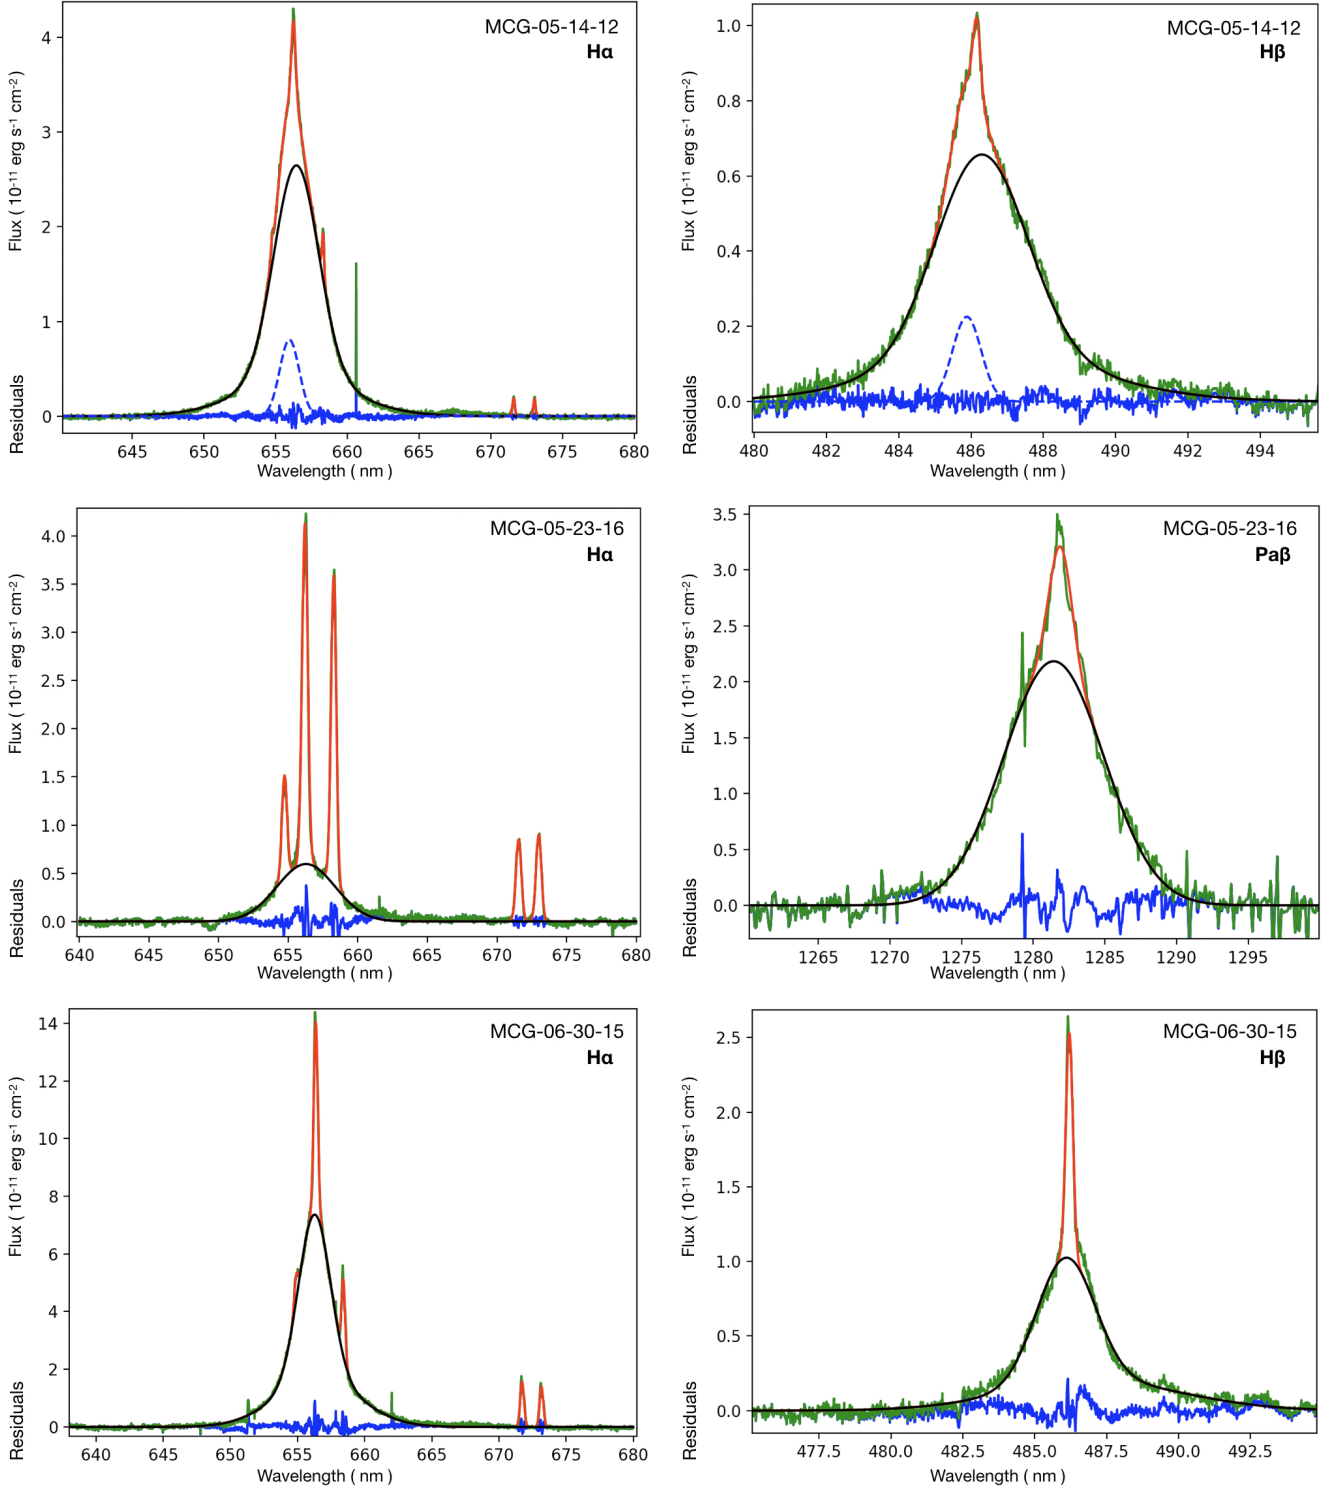 MCG-05-14-12
Hα
Flux ( 10⁻¹¹ erg s⁻¹ cm⁻² )
Residuals
4
3
2
1
0
645 650 655 660 665 670 675 680
Wavelength ( nm )
MCG-05-14-12
Hβ
Flux ( 10⁻¹¹ erg s⁻¹ cm⁻² )
Residuals
1.0
0.8
0.6
0.4
0.2
0.0
480 482 484 486 488 490 492 494
Wavelength ( nm )
MCG-05-23-16
Hα
Flux ( 10⁻¹¹ erg s⁻¹ cm⁻² )
Residuals
4.0
3.5
3.0
2.5
2.0
1.5
1.0
0.5
0.0
640 645 650 655 660 665 670 675 680
Wavelength ( nm )
MCG-05-23-16
Paβ
Flux ( 10⁻¹¹ erg s⁻¹ cm⁻² )
Residuals
3.5
3.0
2.5
2.0
1.5
1.0
0.5
0.0
1265 1270 1275 1280 1285 1290 1295
Wavelength ( nm )
MCG-06-30-15
Hα
Flux ( 10⁻¹¹ erg s⁻¹ cm⁻² )
Residuals
14
12
10
8
6
4
2
0
640 645 650 655 660 665 670 675 680
Wavelength ( nm )
MCG-06-30-15
Hβ
Flux ( 10⁻¹¹ erg s⁻¹ cm⁻² )
Residuals
2.5
2.0
1.5
1.0
0.5
0.0
477.5 480.0 482.5 485.0 487.5 490.0 492.5
Wavelength ( nm )